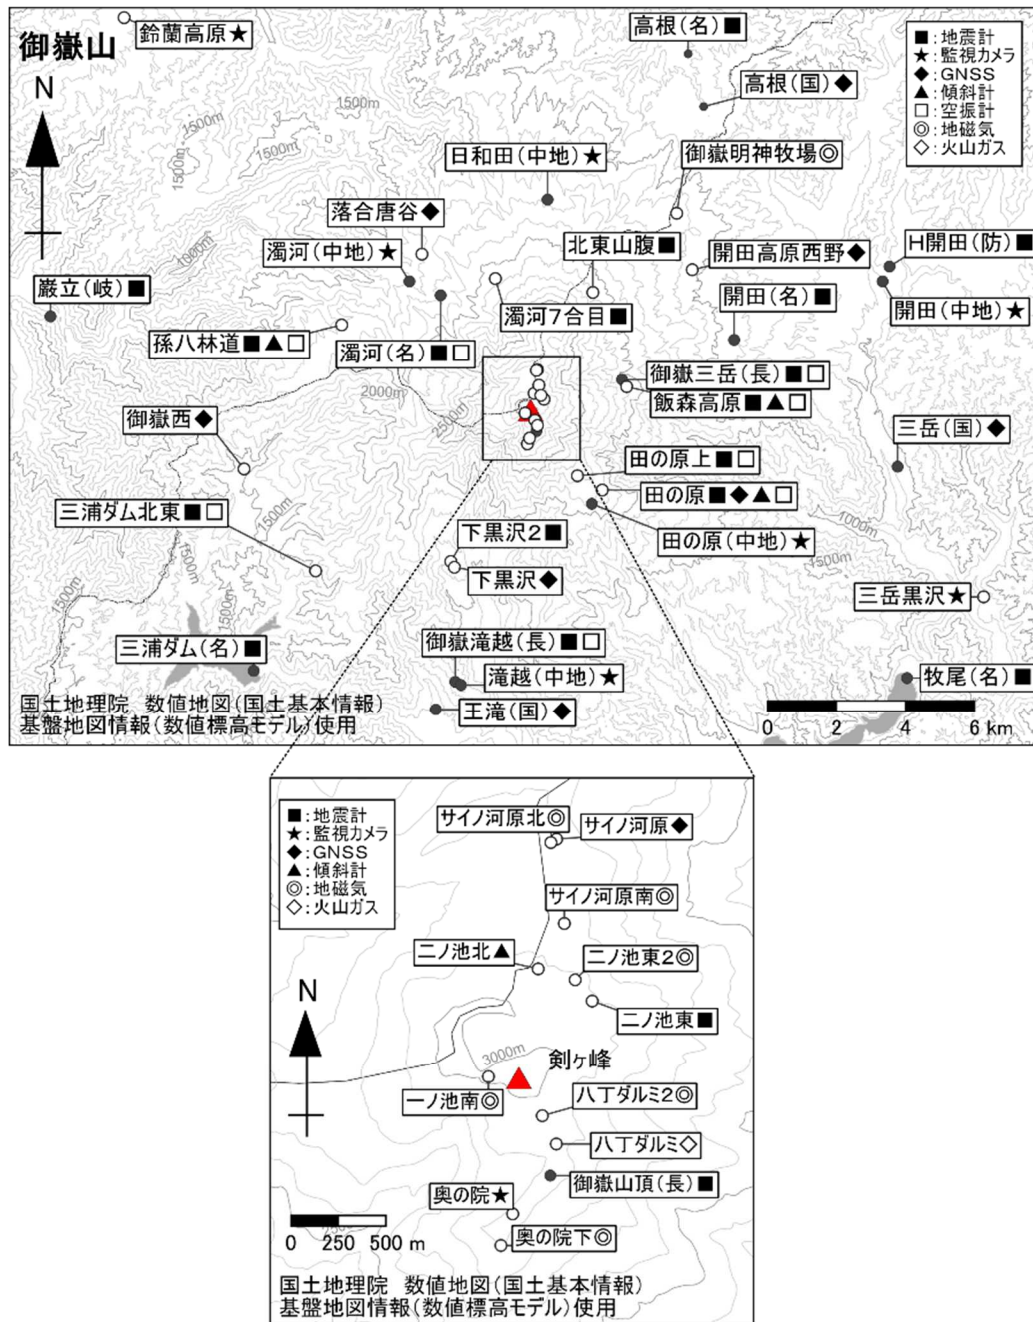 御嶽山
N
鈴蘭高原★
高根(名)■
高根(国)◆
■:地震計
★:監視カメラ
◆:GNSS
▲:傾斜計
□:空振計
◎:地磁気
◇:火山ガス
1500m
1500m
1500m
1500m
日和田(中地)★
御嶽明神牧場◎
落合唐谷◆
濁河(中地)★
北東山腹■
開田高原西野◆
H開田(防)■
1000m
巌立(岐)■
濁河7合目■
開田(名)■
開田(中地)★
孫八林道■▲□
濁河(名)■□
2000m
2500m
御嶽三岳(長)■□
飯森高原■▲□
御嶽西◆
三岳(国)◆
田の原上■□
田の原■◆▲□
田の原(中地)★
三浦ダム北東■□
1500m
1000m
1500m
下黒沢2■
下黒沢◆
1500m
1500m
1500m
三岳黒沢★
三浦ダム(名)■
御嶽滝越(長)■□
滝越(中地)★
王滝(国)◆
牧尾(名)■
国土地理院 数値地図(国土基本情報)
基盤地図情報(数値標高モデル)使用
0 2 4 6 km
■:地震計
★:監視カメラ
◆:GNSS
▲:傾斜計
◎:地磁気
◇:火山ガス
サイノ河原北◎
サイノ河原◆
サイノ河原南◎
二ノ池北▲
二ノ池東2◎
二ノ池東■
N
3000m
剣ヶ峰
一ノ池南◎
八丁ダルミ2◎
八丁ダルミ◇
御嶽山頂(長)■
奥の院★
奥の院下◎
0 250 500 m
国土地理院 数値地図(国土基本情報)
基盤地図情報(数値標高モデル)使用